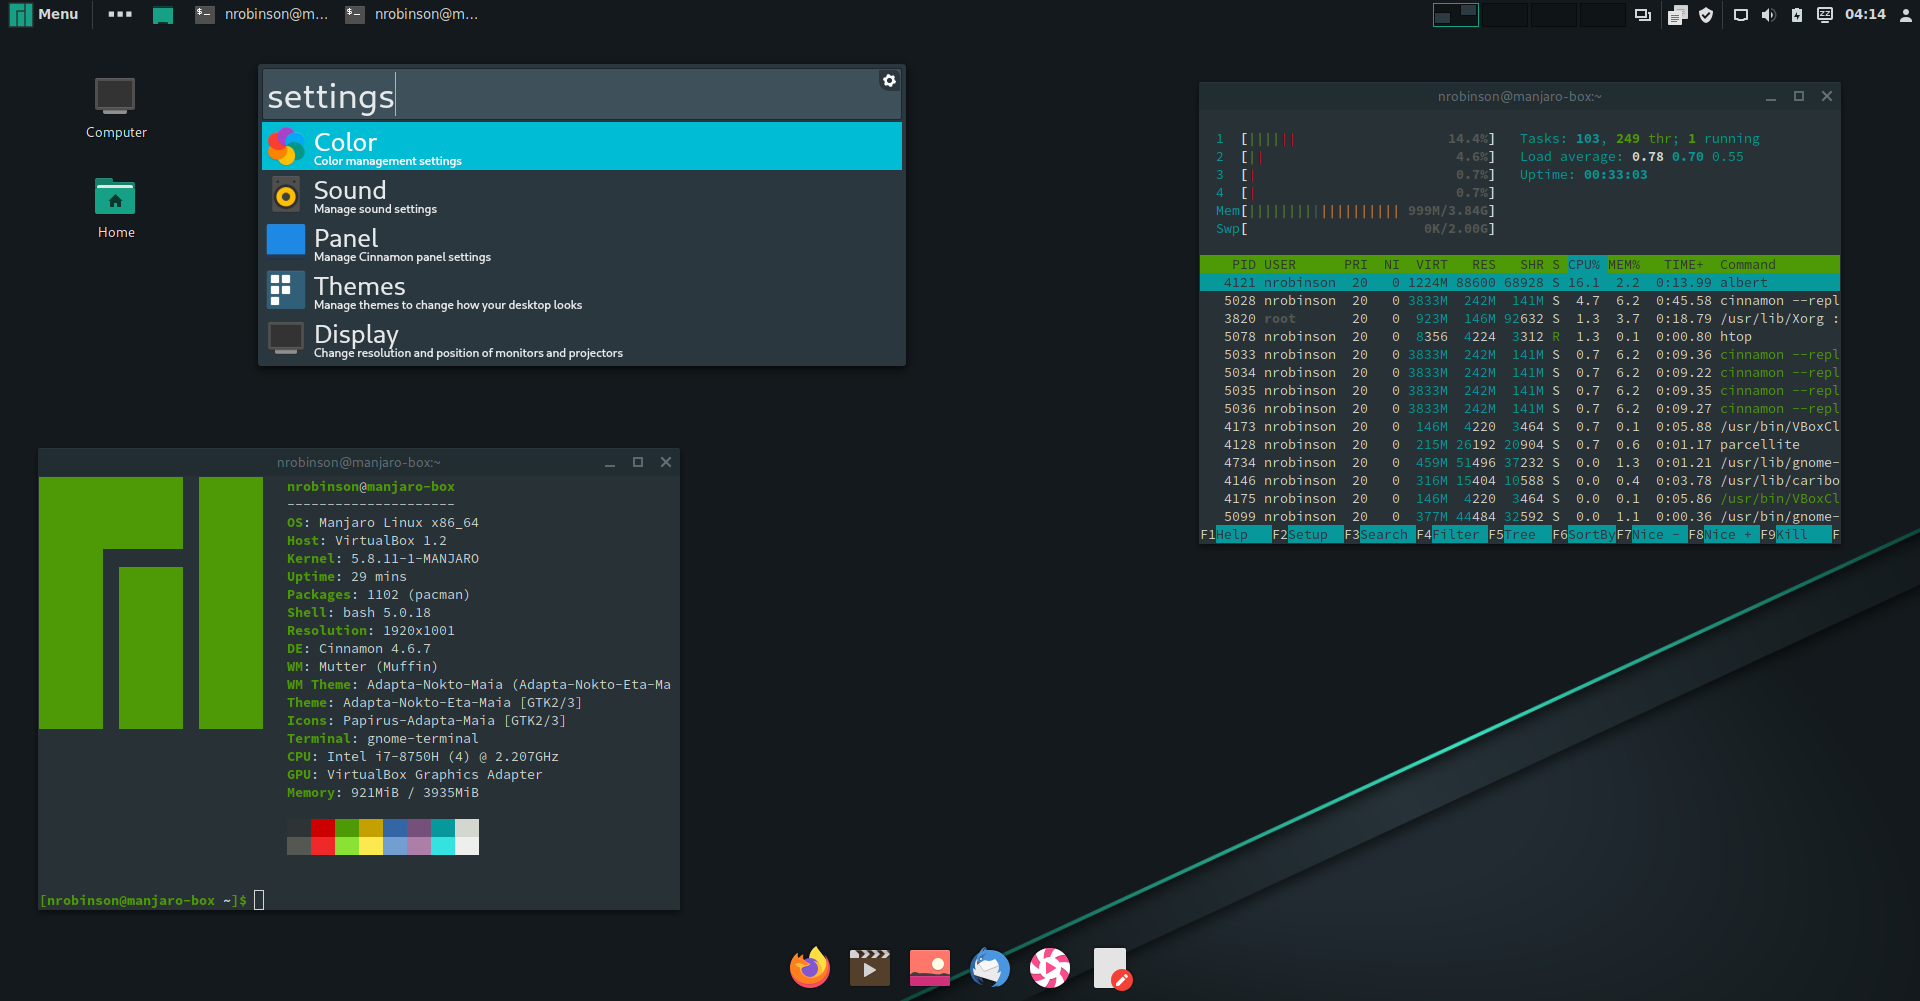 Menu
nrobinson@m...
nrobinson@m...
04:14
Computer
Home
settings
Color
Color management settings
Sound
Manage sound settings
Panel
Manage Cinnamon panel settings
Themes
Manage themes to change how your desktop looks
Display
Change resolution and position of monitors and projectors
nrobinson@manjaro-box:~
1 [|||||| 14.4%] Tasks: 103, 249 thr; 1 running
2 [|| 4.6%] Load average: 0.78 0.70 0.55
3 [| 0.7%] Uptime: 00:33:03
4 [| 0.7%]
Mem[||||||||||||||||||| 999M/3.84G]
Swp[ 0K/2.00G]
PID USER PRI NI VIRT RES SHR S CPU% MEM% TIME+ Command
4121 nrobinson 20 0 1224M 88600 68928 S 16.1 2.2 0:13.99 albert
5028 nrobinson 20 0 3833M 242M 141M S 4.7 6.2 0:45.58 cinnamon --repl
3820 root 20 0 923M 146M 92632 S 1.3 3.7 0:18.79 /usr/lib/Xorg :
5078 nrobinson 20 0 8356 4224 3312 R 1.3 0.1 0:00.80 htop
5033 nrobinson 20 0 3833M 242M 141M S 0.7 6.2 0:09.36 cinnamon --repl
5034 nrobinson 20 0 3833M 242M 141M S 0.7 6.2 0:09.22 cinnamon --repl
5035 nrobinson 20 0 3833M 242M 141M S 0.7 6.2 0:09.35 cinnamon --repl
5036 nrobinson 20 0 3833M 242M 141M S 0.7 6.2 0:09.27 cinnamon --repl
4173 nrobinson 20 0 146M 4220 3464 S 0.7 0.1 0:05.88 /usr/bin/VBoxCl
4128 nrobinson 20 0 215M 26192 20904 S 0.7 0.6 0:01.17 parcellite
4734 nrobinson 20 0 459M 51496 37232 S 0.0 1.3 0:01.21 /usr/lib/gnome-
4146 nrobinson 20 0 316M 15404 10588 S 0.0 0.4 0:03.78 /usr/lib/caribo
4175 nrobinson 20 0 146M 4220 3464 S 0.0 0.1 0:05.86 /usr/bin/VBoxCl
5099 nrobinson 20 0 377M 44484 32592 S 0.0 1.1 0:00.36 /usr/bin/gnome-
F1Help F2Setup F3Search F4Filter F5Tree F6SortBy F7Nice - F8Nice + F9Kill F
nrobinson@manjaro-box:~
nrobinson@manjaro-box
---------------------
OS: Manjaro Linux x86_64
Host: VirtualBox 1.2
Kernel: 5.8.11-1-MANJARO
Uptime: 29 mins
Packages: 1102 (pacman)
Shell: bash 5.0.18
Resolution: 1920x1001
DE: Cinnamon 4.6.7
WM: Mutter (Muffin)
WM Theme: Adapta-Nokto-Maia (Adapta-Nokto-Eta-Ma
Theme: Adapta-Nokto-Eta-Maia [GTK2/3]
Icons: Papirus-Adapta-Maia [GTK2/3]
Terminal: gnome-terminal
CPU: Intel i7-8750H (4) @ 2.207GHz
GPU: VirtualBox Graphics Adapter
Memory: 921MiB / 3935MiB
[nrobinson@manjaro-box ~]$